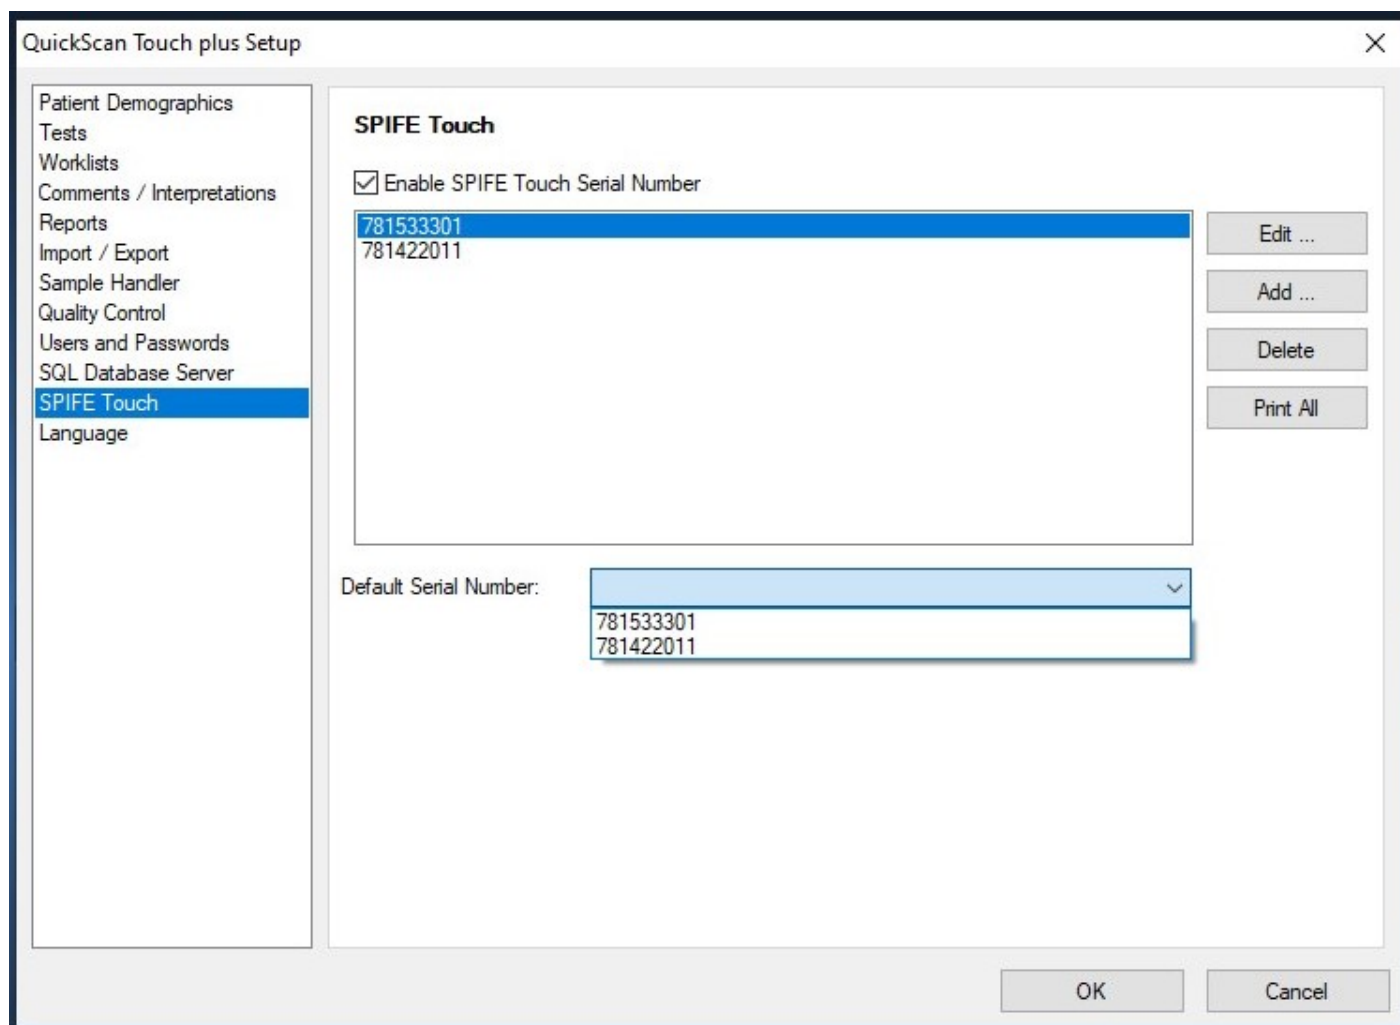 QuickScan Touch plus Setup
Patient Demographics
Tests
Worklists
Comments / Interpretations
Reports
Import / Export
Sample Handler
Quality Control
Users and Passwords
SQL Database Server
SPIFE Touch
Language
SPIFE Touch
Enable SPIFE Touch Serial Number
781533301
781422011
Edit ...
Add ...
Delete
Print All
Default Serial Number:
781533301
781422011
OK
Cancel